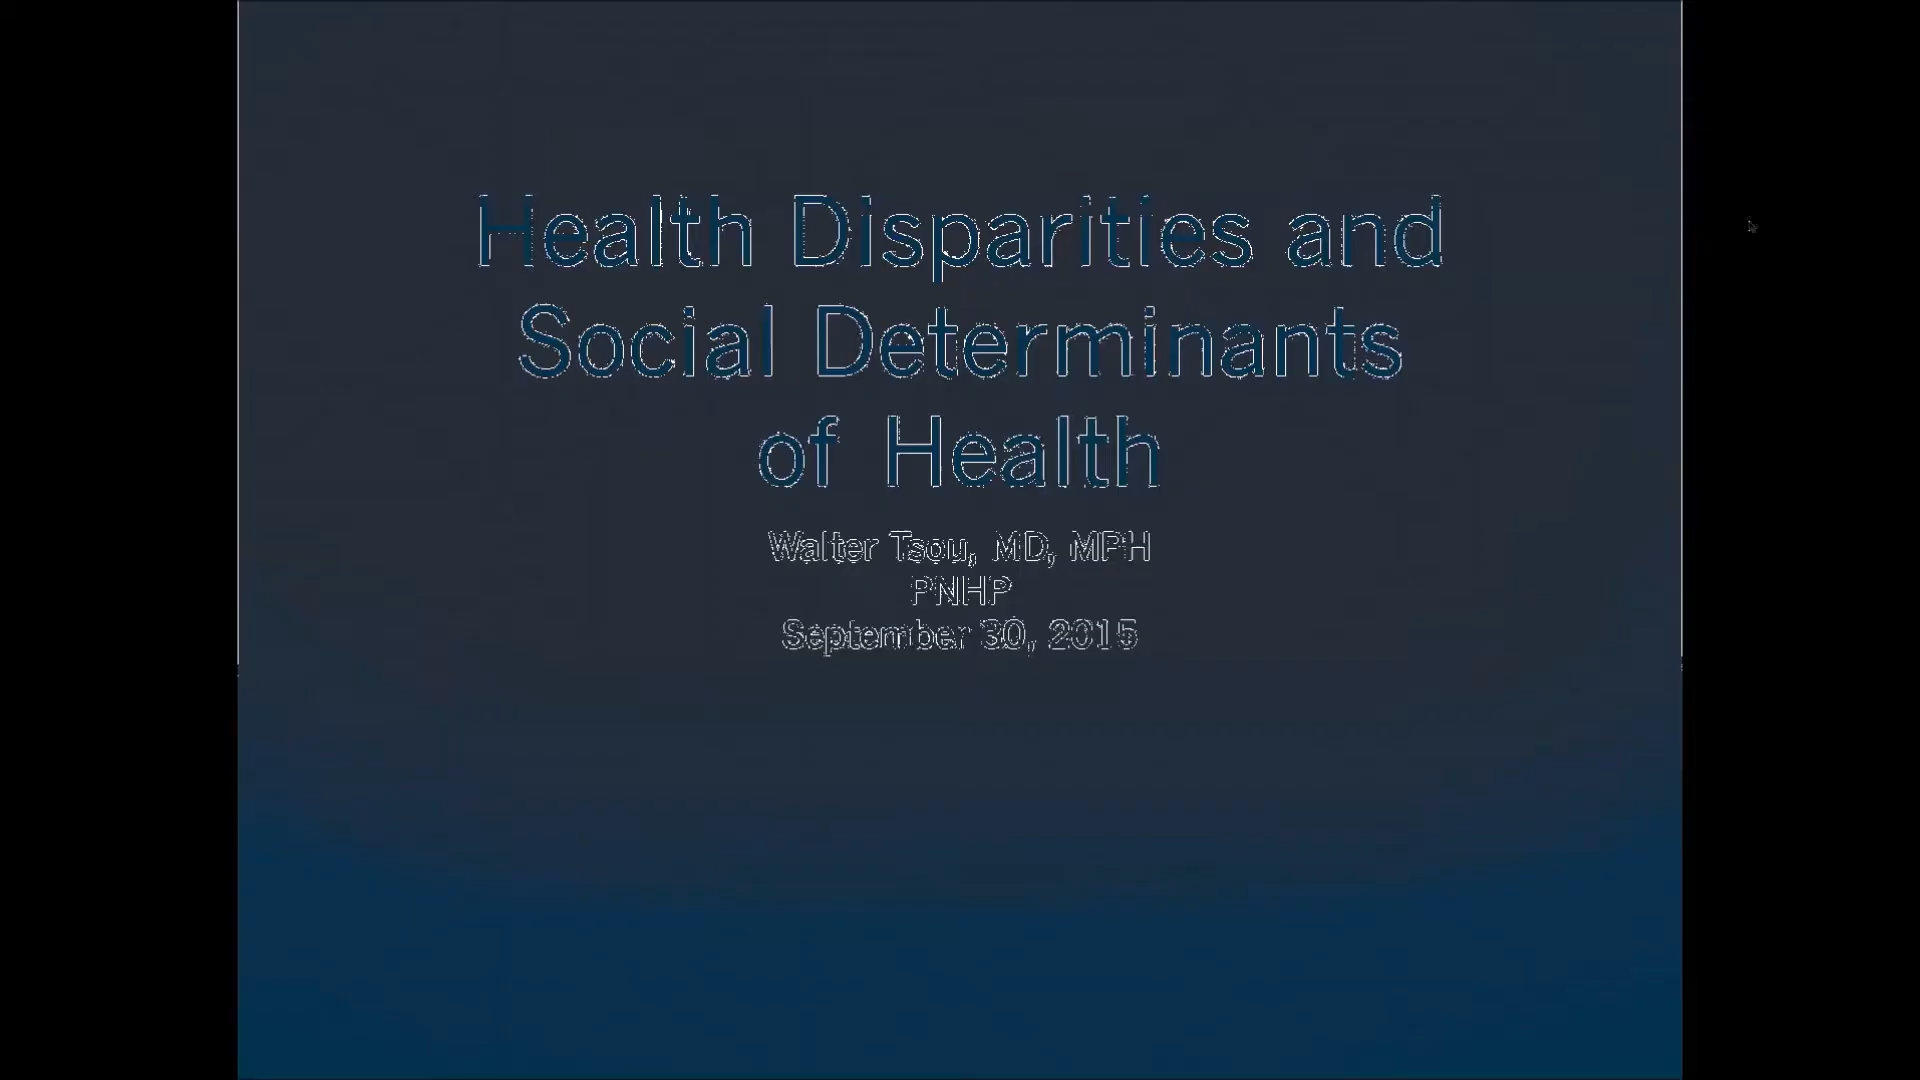 Health Disparities and
Social Determinants
of Health
Walter Tsou, MD, MPH
PNHP
September 30, 2015